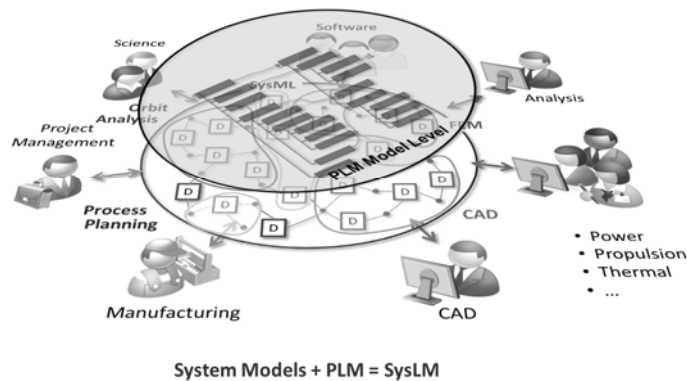 Software
Science
SysML
Orbit
Analysis
Analysis
Project
Management
FEM
PLM Model Level
D
D
D
D
D
D
D
D
D
D
D
D
D
D
Process
Planning
CAD
• Power
• Propulsion
• Thermal
• ...
Manufacturing
CAD
System Models + PLM = SysLM